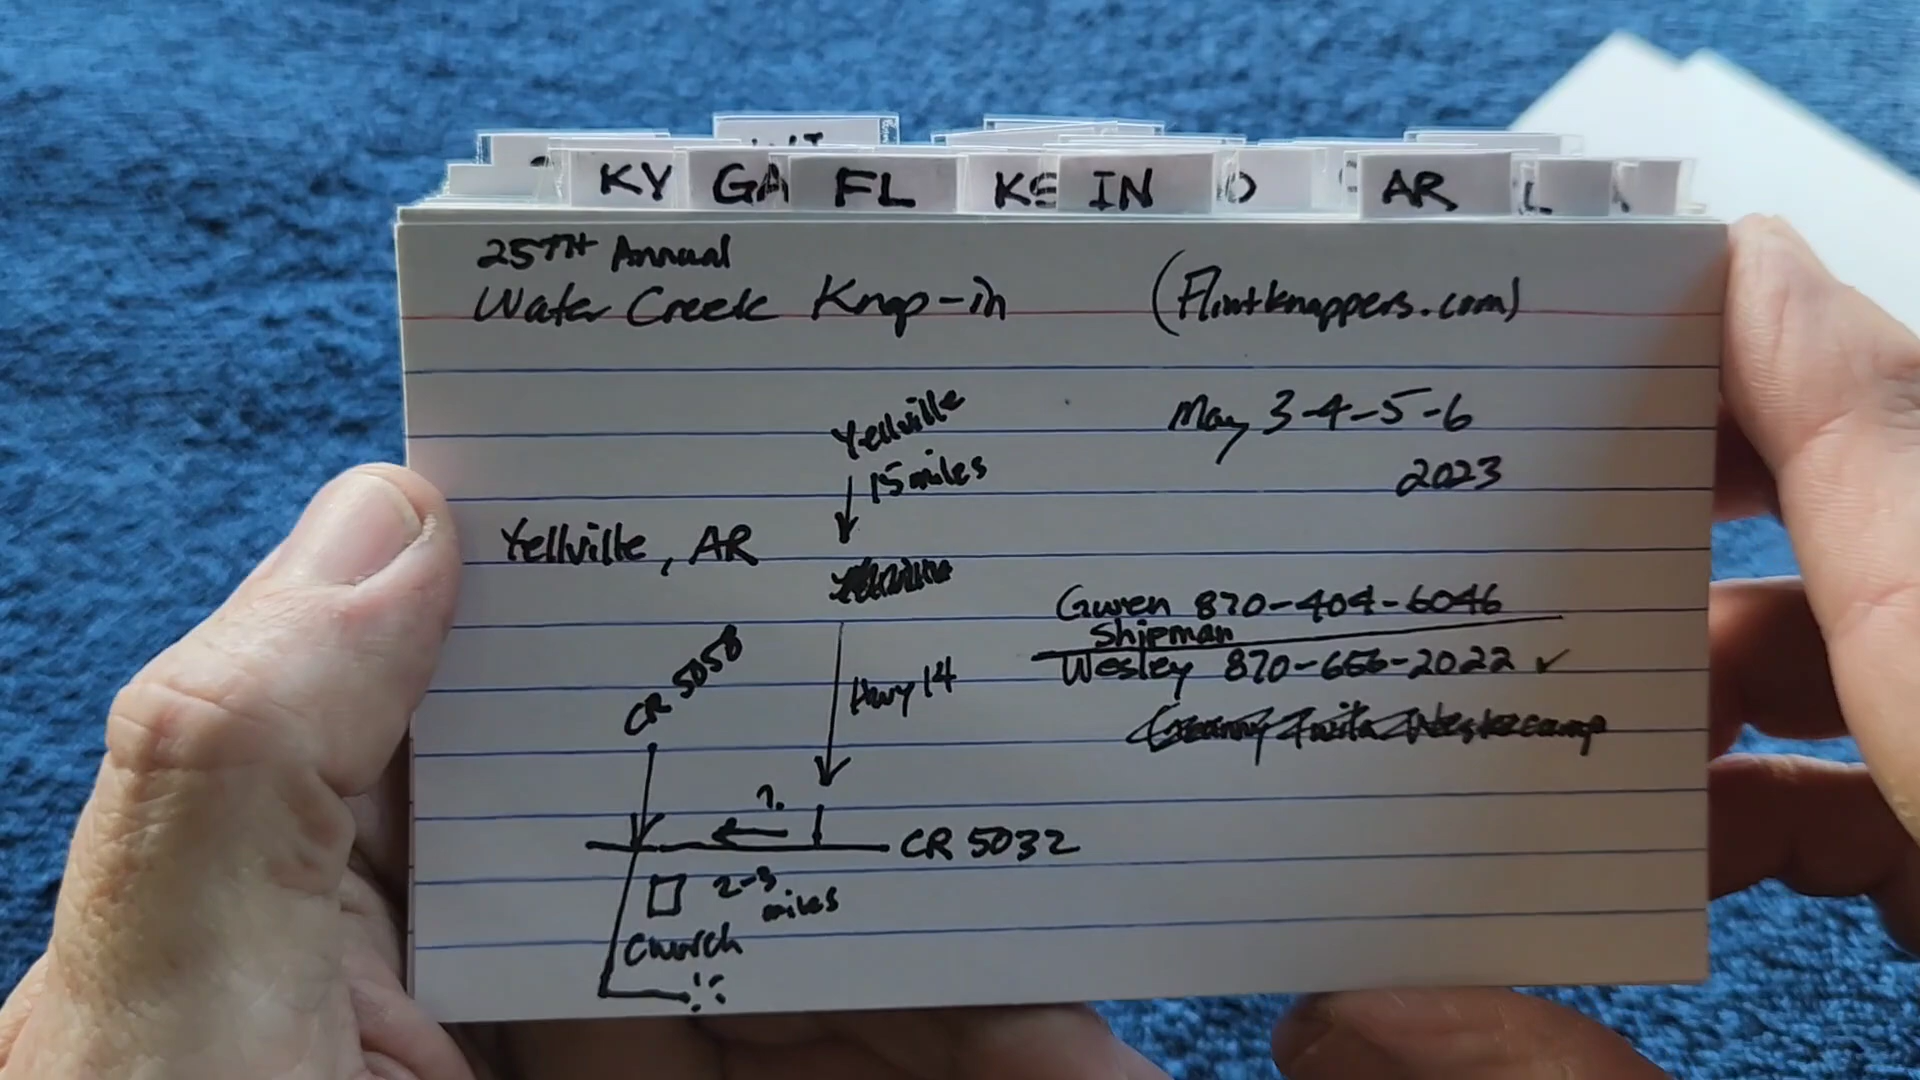 KY GA FL KS IN AR
25TH Annual
Water Creek Knap-in (Flintknappers.com)
Yellville
15 miles
May 3-4-5-6
2023
Yellville, AR
Gwen 870-404-6046
Shipman
Wesley 870-656-2022 ✓
CR 5058
Hwy 14
CR 5032
2-3
miles
Church